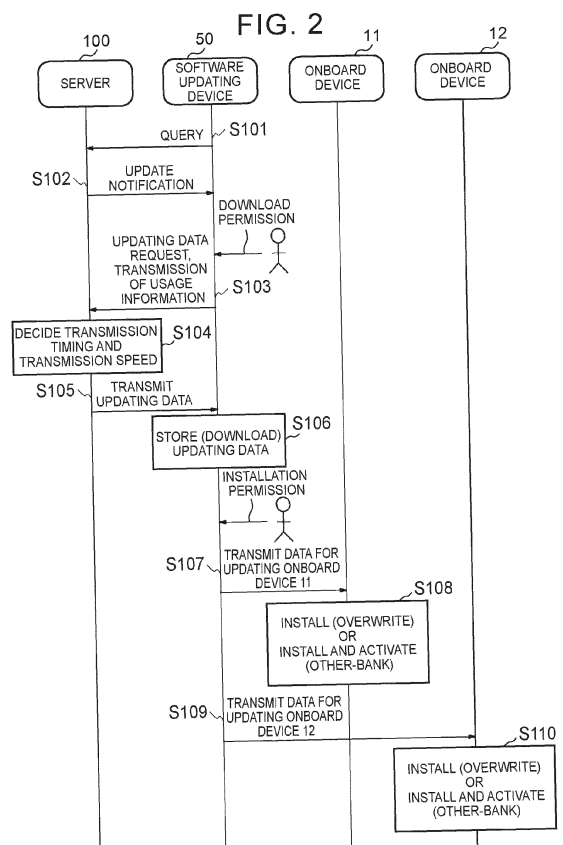 FIG. 2
100
50
11
12
SERVER
SOFTWARE
UPDATING
DEVICE
ONBOARD
DEVICE
ONBOARD
DEVICE
QUERY
S101
S102
UPDATE
NOTIFICATION
DOWNLOAD
PERMISSION
UPDATING DATA
REQUEST,
TRANSMISSION
OF USAGE
INFORMATION
S103
DECIDE TRANSMISSION
TIMING AND
TRANSMISSION SPEED
S104
S105
TRANSMIT
UPDATING DATA
STORE (DOWNLOAD)
UPDATING DATA
S106
INSTALLATION
PERMISSION
S107
TRANSMIT DATA FOR
UPDATING ONBOARD
DEVICE 11
S108
INSTALL (OVERWRITE)
OR
INSTALL AND ACTIVATE
(OTHER-BANK)
S109
TRANSMIT DATA FOR
UPDATING ONBOARD
DEVICE 12
S110
INSTALL (OVERWRITE)
OR
INSTALL AND ACTIVATE
(OTHER-BANK)